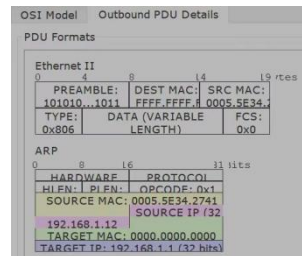 OSI Model Outbound PDU Details
PDU Formats
Ethernet II
0 4 8 14 19
PREAMBLE: DEST MAC: SRC MAC:
101010...1011 FFFF.FFFF.F 0005.5E34.2
TYPE: DATA (VARIABLE FCS:
0x806 LENGTH) 0x0
ARP
0 8 16 31 bits
HARDWARE PROTOCOL
HLEN: PLEN: OPCODE: 0x1
SOURCE MAC: 0005.5E34.2741
SOURCE IP (32
192.168.1.12
TARGET MAC: 0000.0000.0000
TARGET IP: 192.168.1.1 (32 bits)